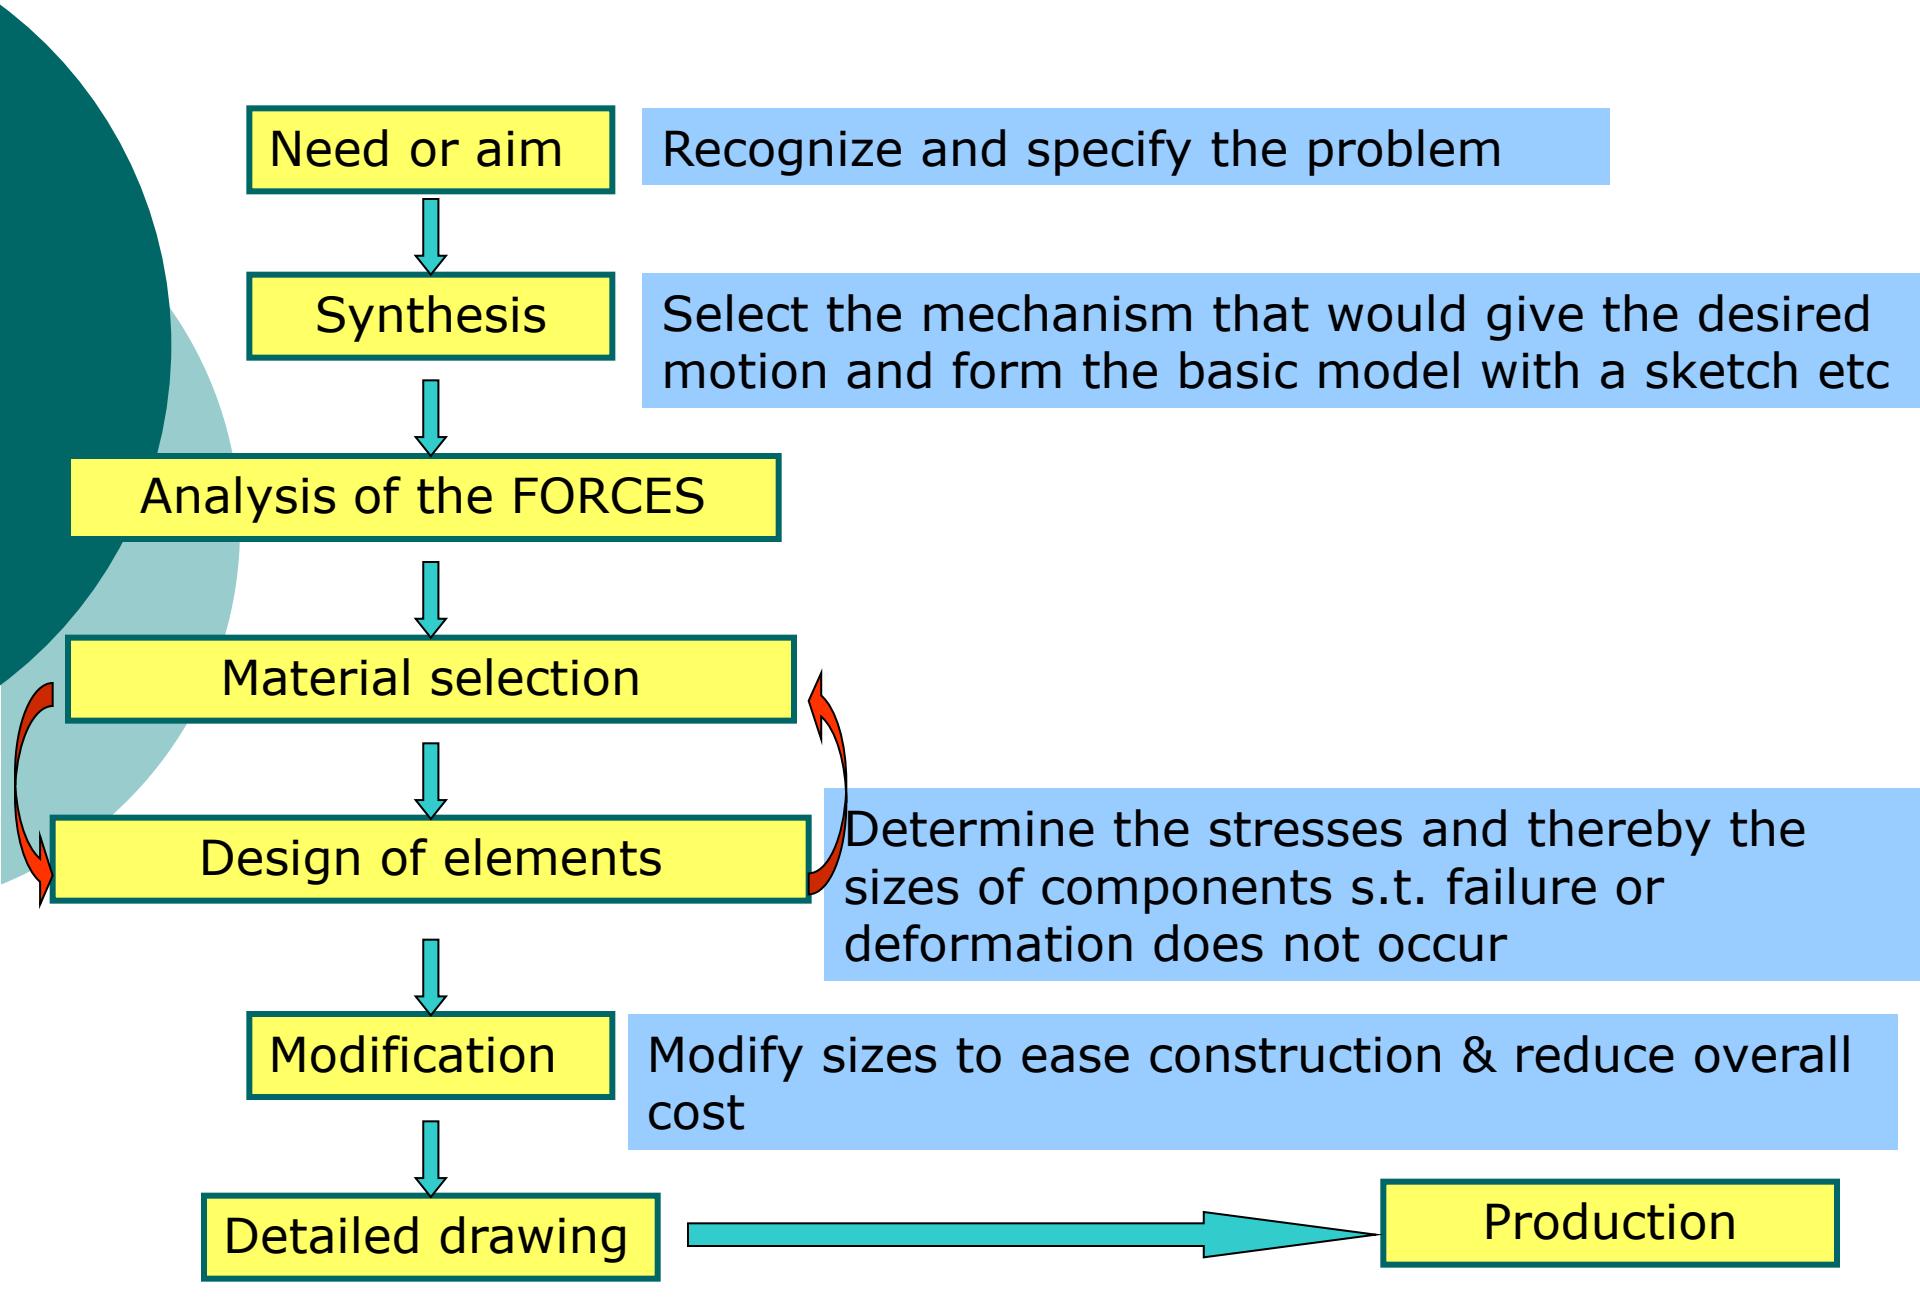 Need or aim
Recognize and specify the problem
Synthesis
Select the mechanism that would give the desired
motion and form the basic model with a sketch etc
Analysis of the FORCES
Material selection
Design of elements
Determine the stresses and thereby the
sizes of components s.t. failure or
deformation does not occur
Modification
Modify sizes to ease construction & reduce overall
cost
Detailed drawing
Production